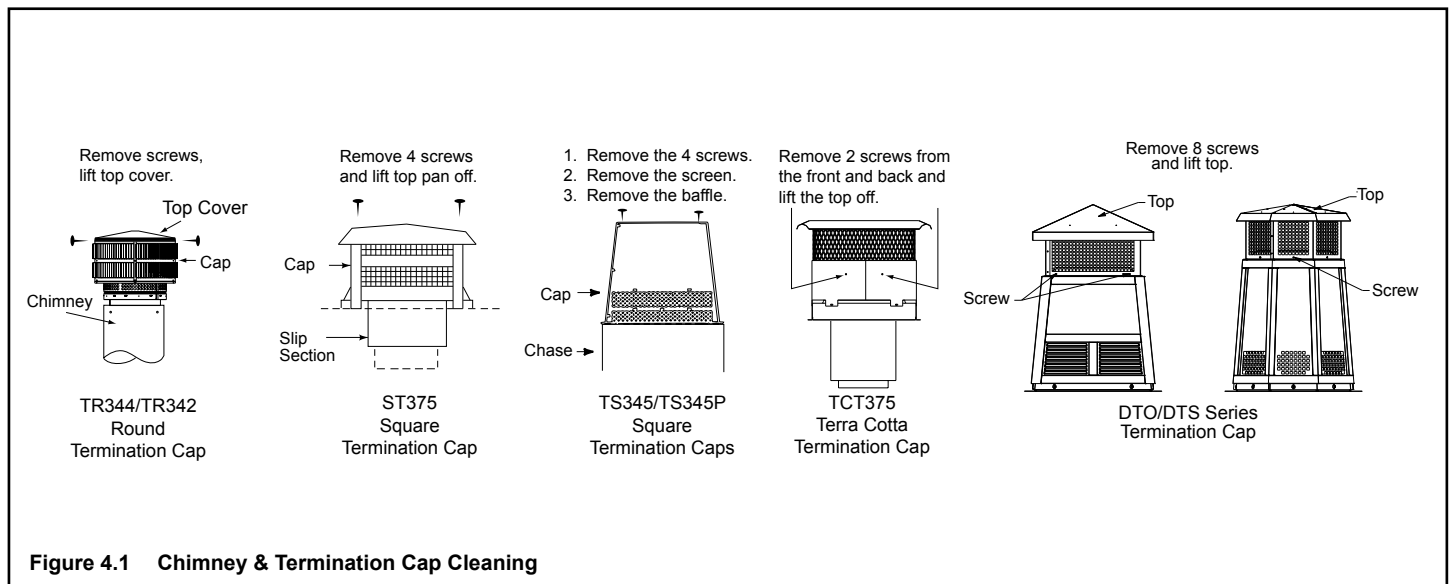 Remove screws,
lift top cover.
Top Cover
Cap
Chimney
TR344/TR342
Round
Termination Cap
Remove 4 screws
and lift top pan off.
Cap
Slip
Section
ST375
Square
Termination Cap
1. Remove the 4 screws.
2. Remove the screen.
3. Remove the baffle.
Cap
Chase
TS345/TS345P
Square
Termination Caps
Remove 2 screws from
the front and back and
lift the top off.
TCT375
Terra Cotta
Termination Cap
Remove 8 screws
and lift top.
Top
Top
Screw
Screw
DTO/DTS Series
Termination Cap
Figure 4.1 Chimney & Termination Cap Cleaning